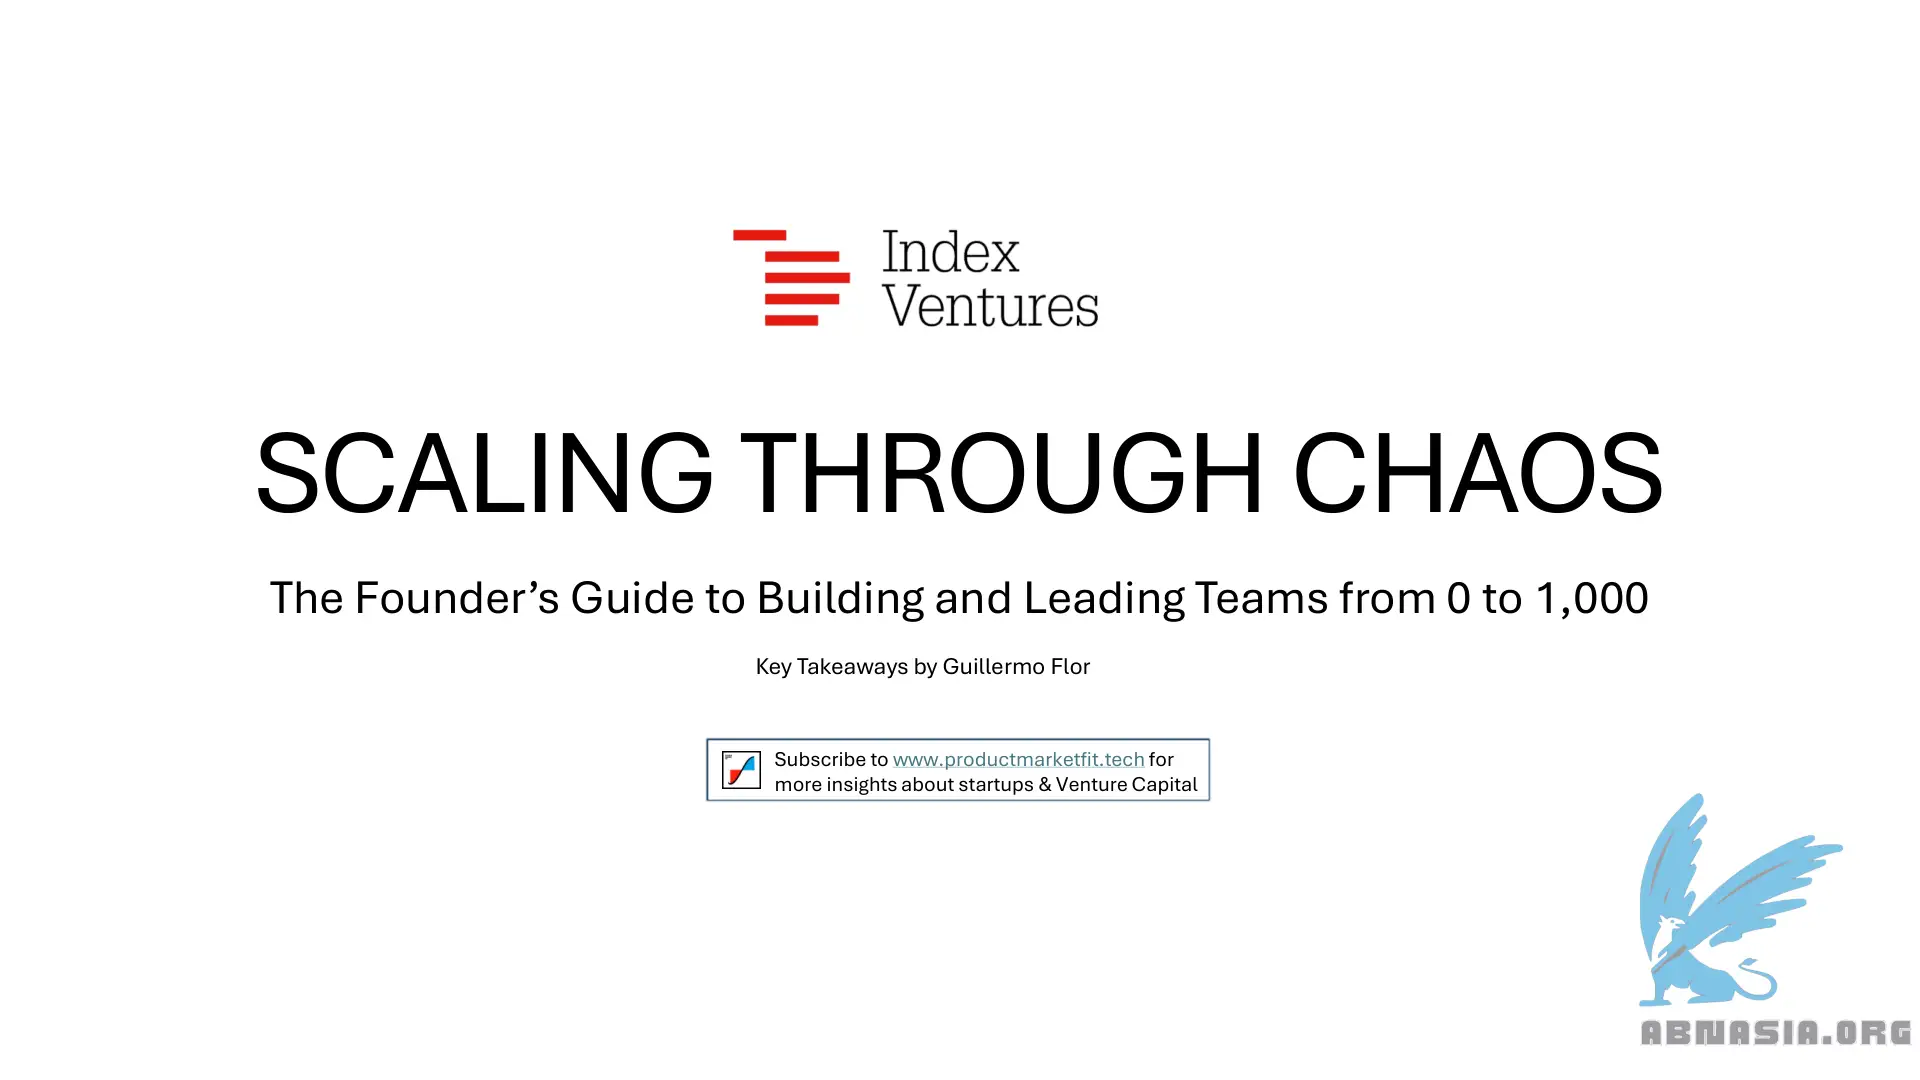 Index
Ventures
SCALING THROUGH CHAOS
The Founder’s Guide to Building and Leading Teams from 0 to 1,000
Key Takeaways by Guillermo Flor
Subscribe to www.productmarketfit.tech for
more insights about startups & Venture Capital
ABNASIA.ORG